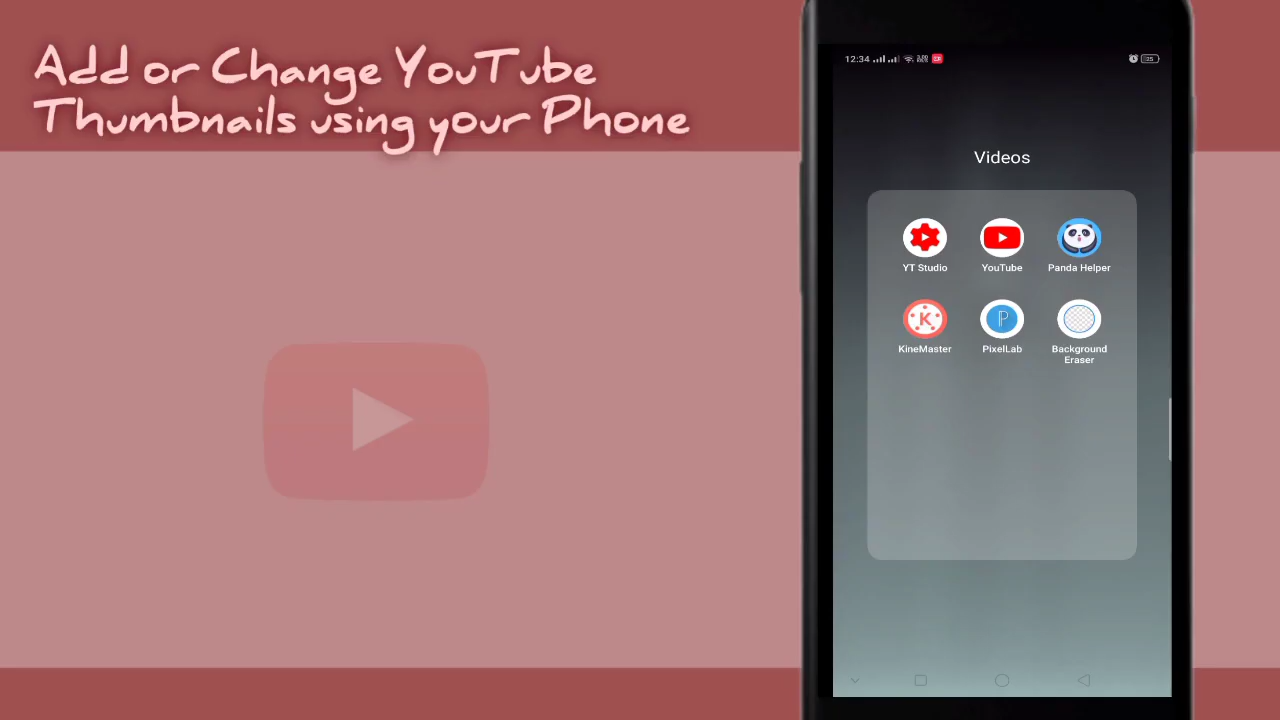 Add or Change YouTube
Thumbnails using your Phone
12:34
Videos
YT Studio
YouTube
Panda Helper
KineMaster
PixelLab
Background
Eraser